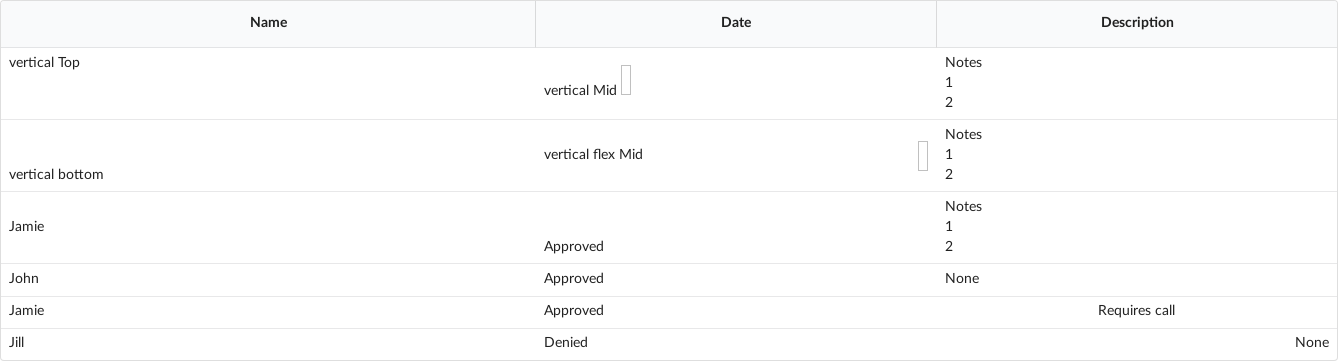 Name Date Description
vertical Top
vertical Mid
Notes
1
2
vertical bottom
vertical flex Mid
Notes
1
2
Jamie
Approved
Notes
1
2
John Approved None
Jamie Approved Requires call
Jill Denied None